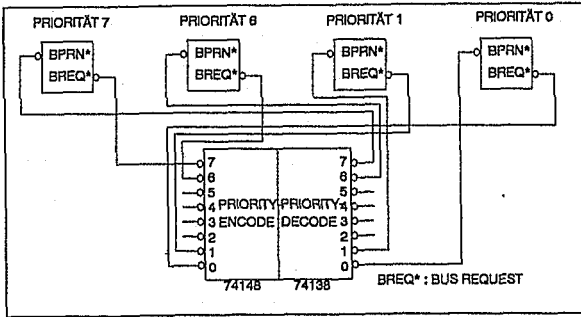 PRIORITÄT 7 PRIORITÄT 6 PRIORITÄT 1 PRIORITÄT 0
BPRN* BPRN* BPRN* BPRN*
BREQ* BREQ* BREQ* BREQ*
7 7
6 6
5 5
4 PRIORITY PRIORITY 4
3 ENCODE DECODE 3
2 2
1 1
0 0
74148 74138 BREQ* : BUS REQUEST